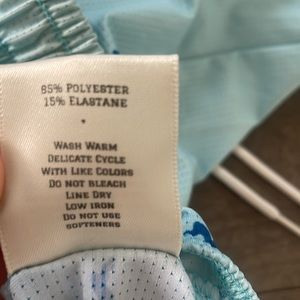 85% POLYESTER
15% ELASTANE
WASH WARM
DELICATE CYCLE
WITH LIKE COLORS
DO NOT BLEACH
LINE DRY
LOW IRON
DO NOT USE
SOFTENERS